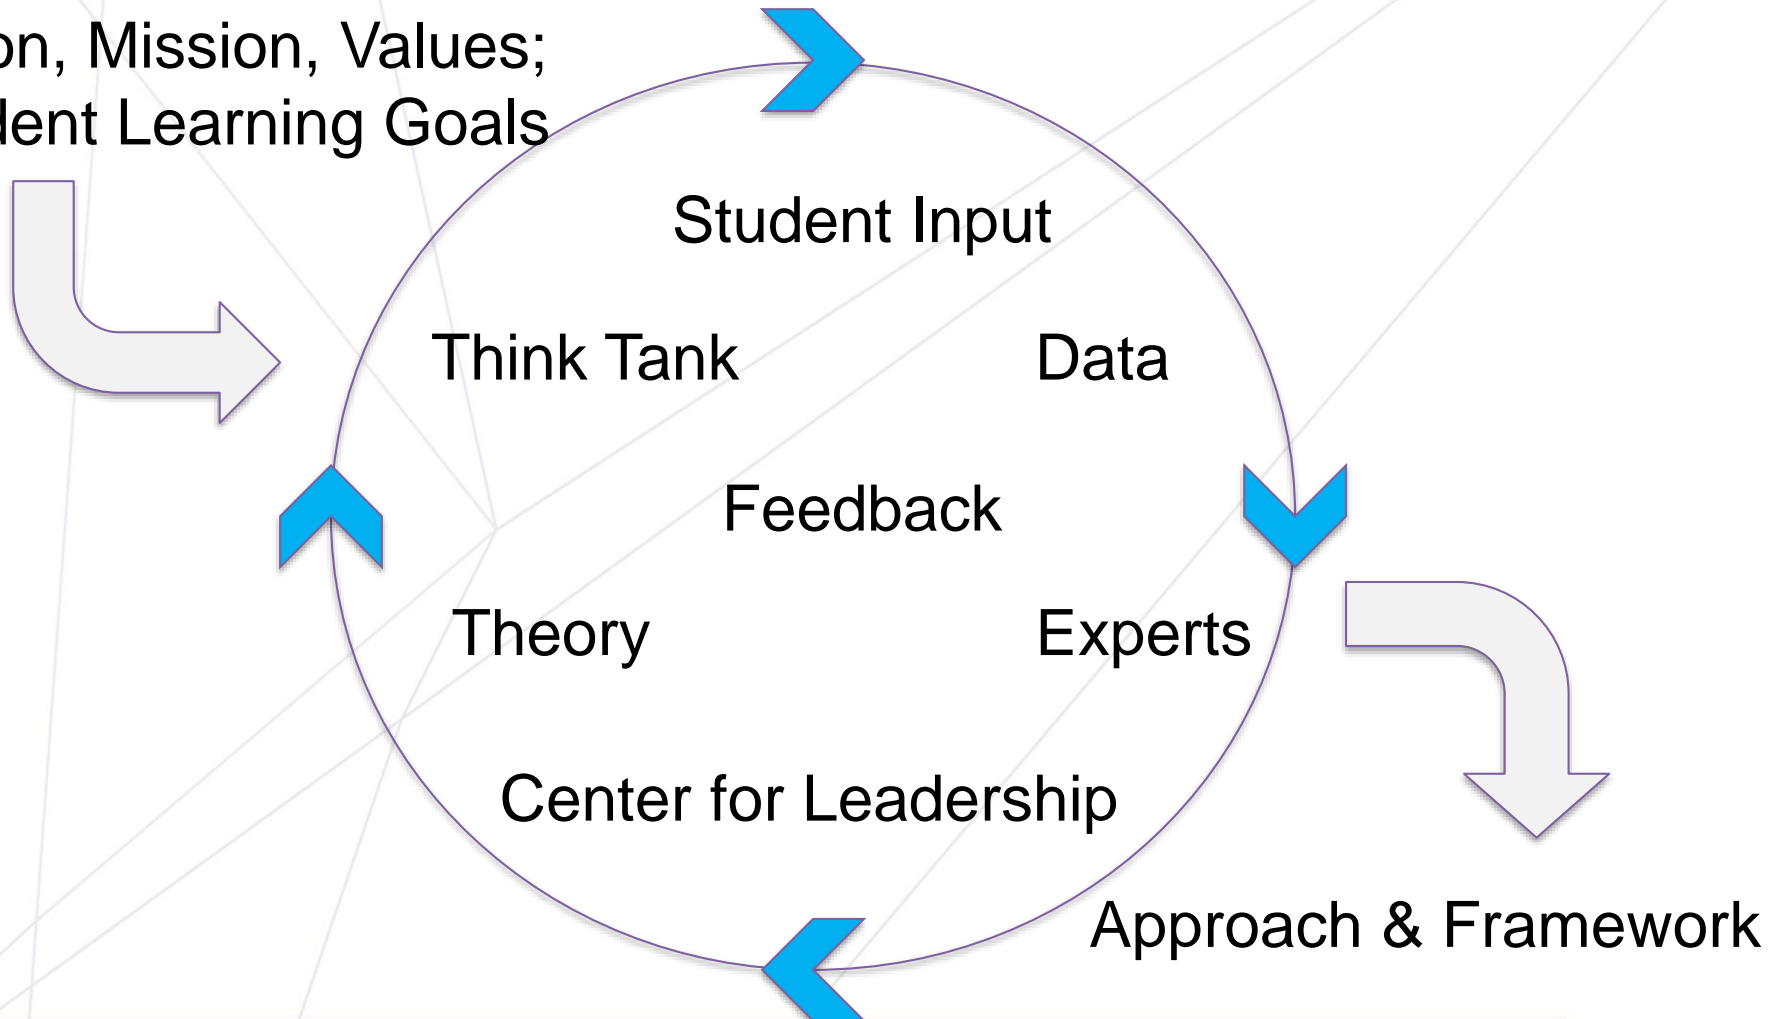 on, Mission, Values;
dent Learning Goals
Student Input
Think Tank
Data
Feedback
Theory
Experts
Center for Leadership
Approach & Framework